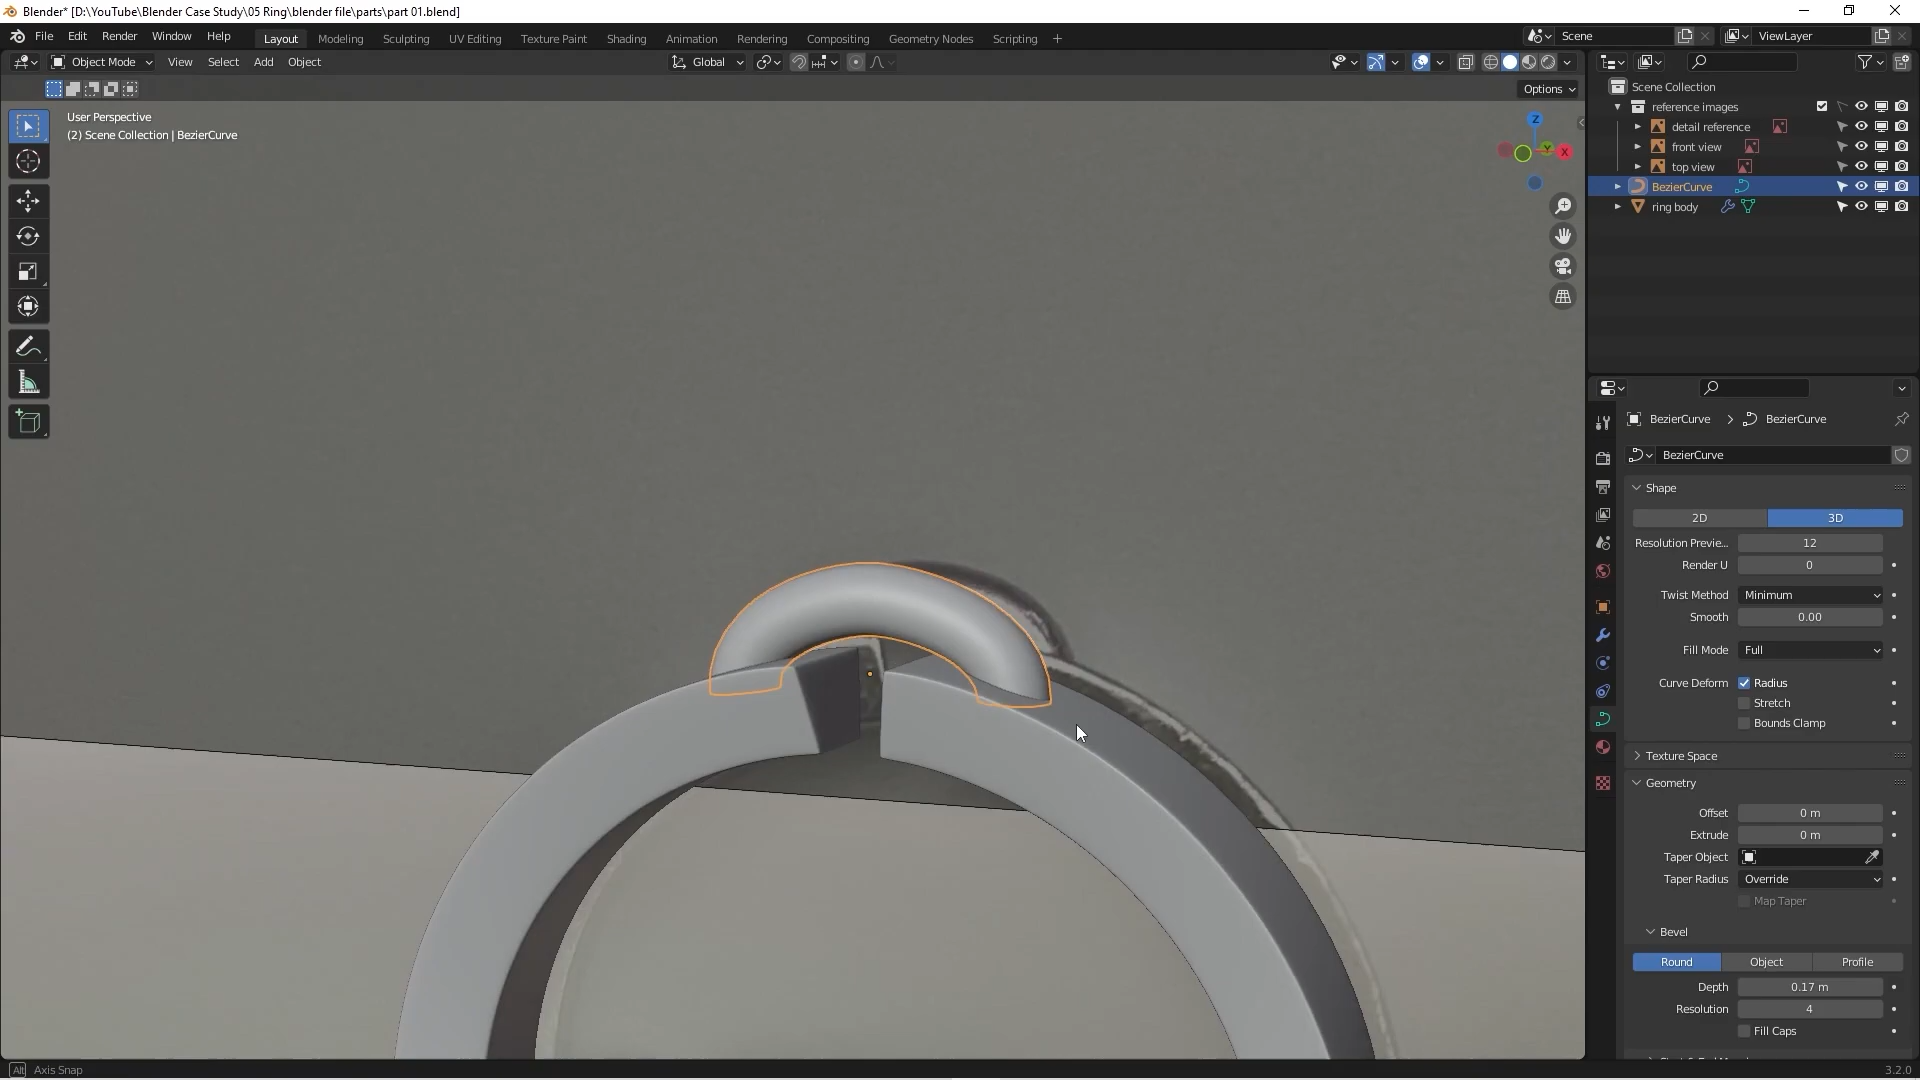 Blender* [D:\YouTube\Blender Case Study\05 Ring\blender file\parts\part 01.blend]
File Edit Render Window Help Layout Modeling Sculpting UV Editing Texture Paint Shading Animation Rendering Compositing Geometry Nodes Scripting + Scene ViewLayer
Object Mode View Select Add Object Global
Options
User Perspective
(2) Scene Collection | BezierCurve
Z
Y
X
Scene Collection
reference images
detail reference
front view
top view
BezierCurve
ring body
BezierCurve > BezierCurve
BezierCurve
Shape
2D 3D
Resolution Previe... 12
Render U 0
Twist Method Minimum
Smooth 0.00
Fill Mode Full
Curve Deform Radius
Stretch
Bounds Clamp
Texture Space
Geometry
Offset 0 m
Extrude 0 m
Taper Object
Taper Radius Override
Map Taper
Bevel
Round Object Profile
Depth 0.17 m
Resolution 4
Fill Caps
Alt Axis Snap
3.2.0